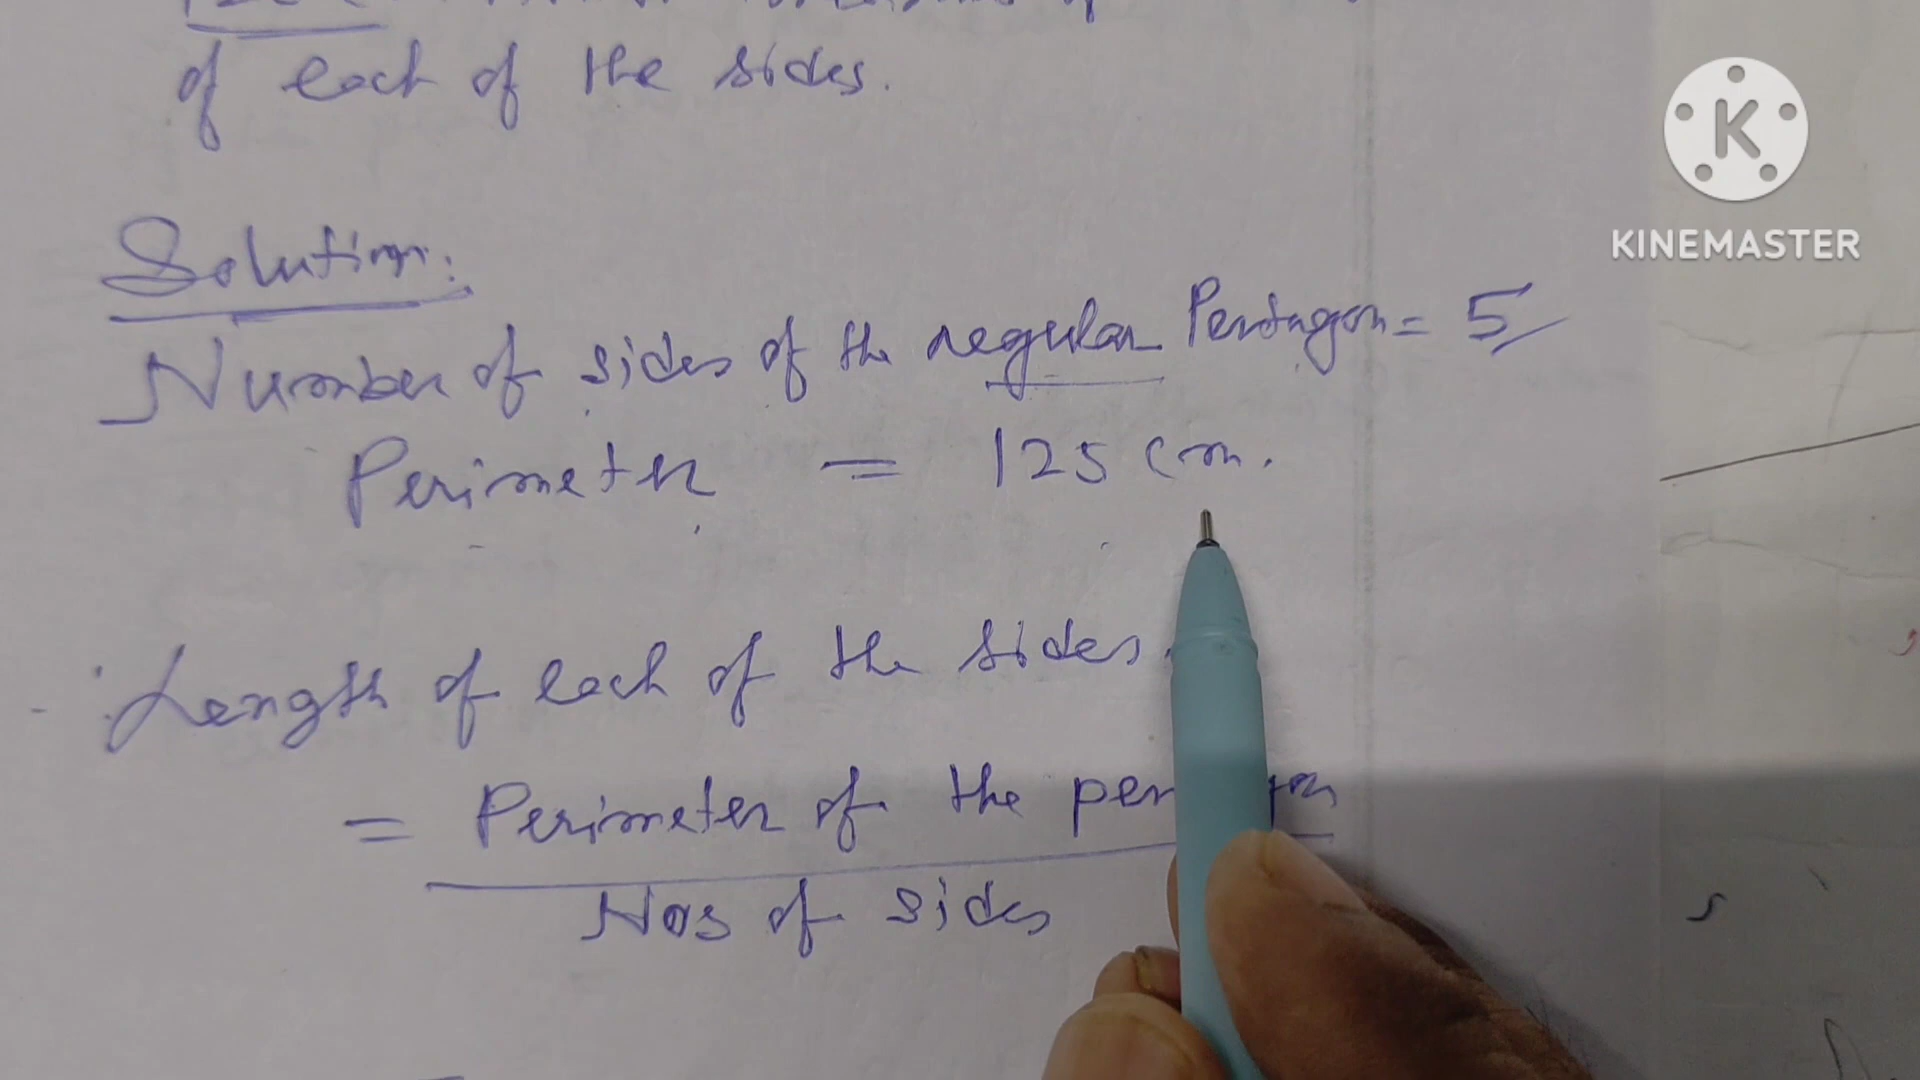 of each of the sides.
K
KINEMASTER
Solution:
Number of sides of the regular Pentagon = 5
Perimeter = 125 cm.
Length of each of the sides.
= Perimeter of the
Nos of sides